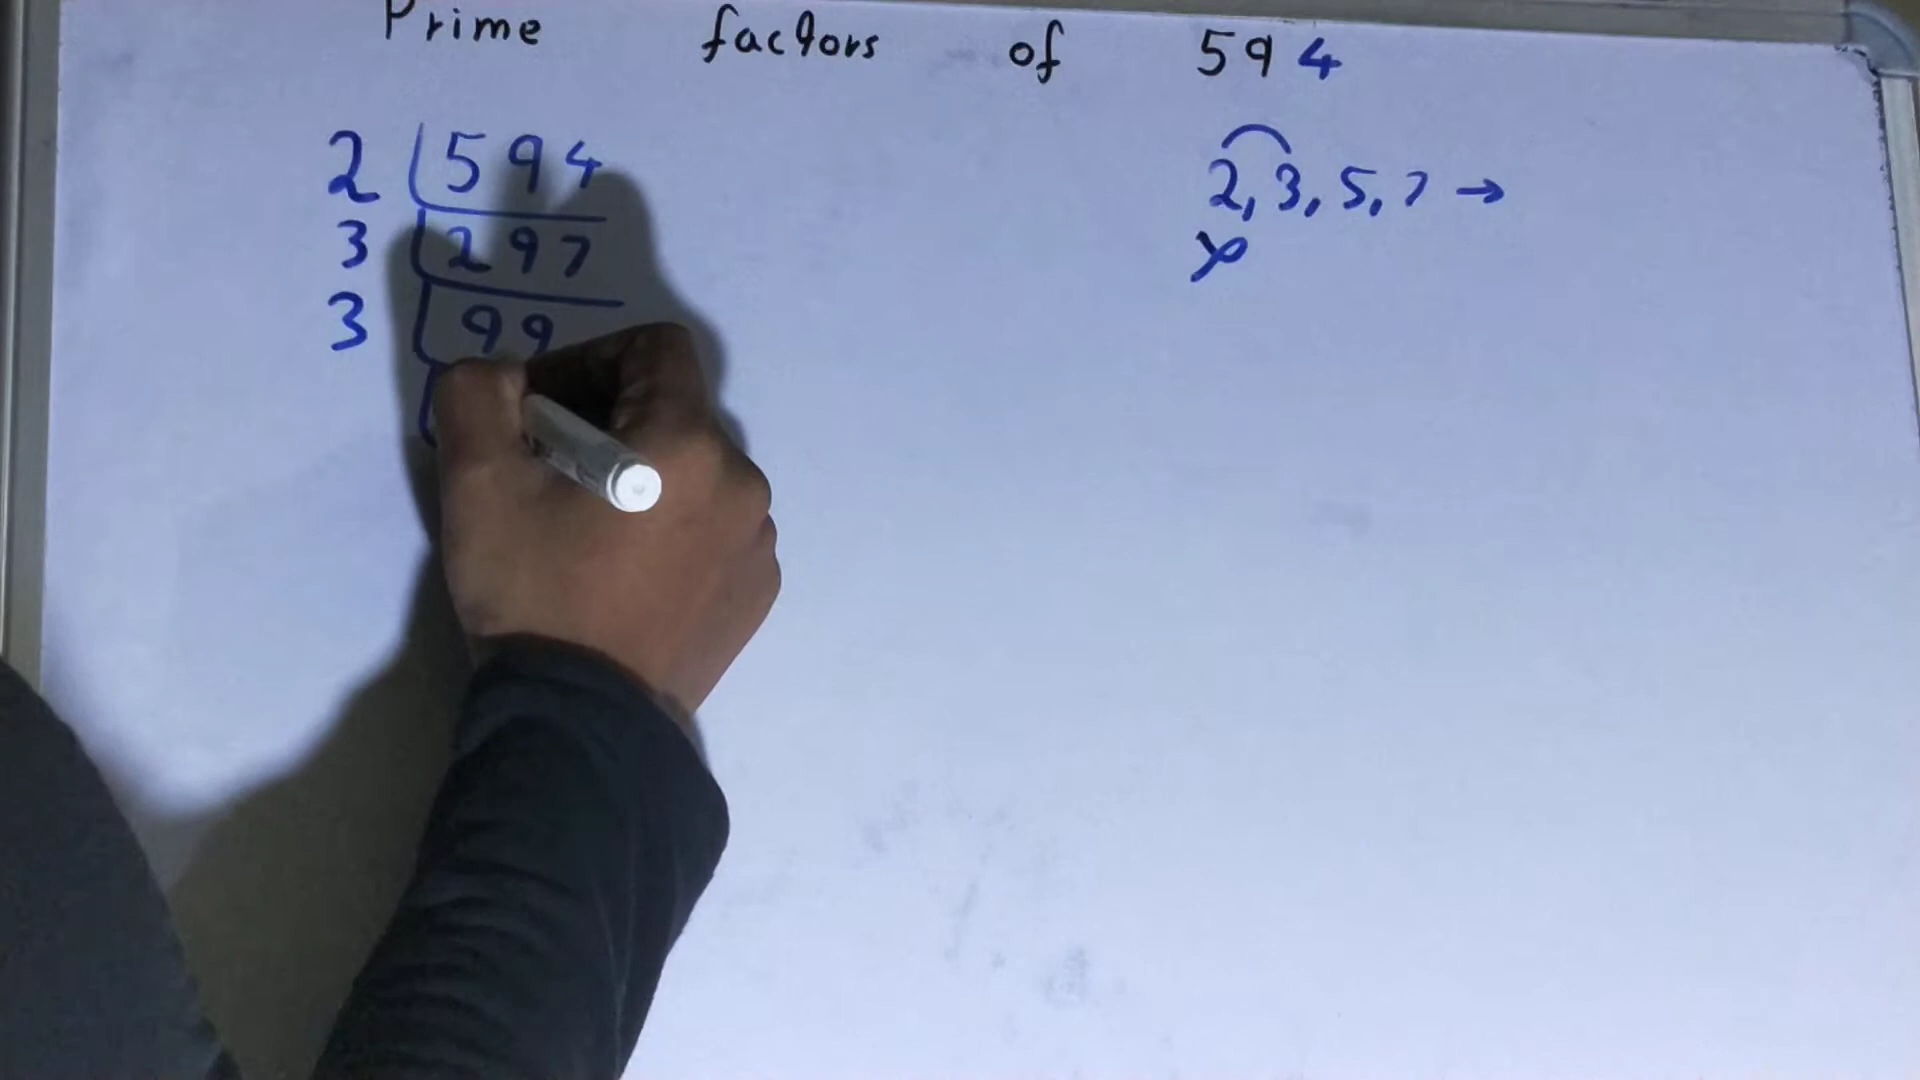 Prime factors of 594
2 594
3 297
3 99
2, 3, 5, 7 →